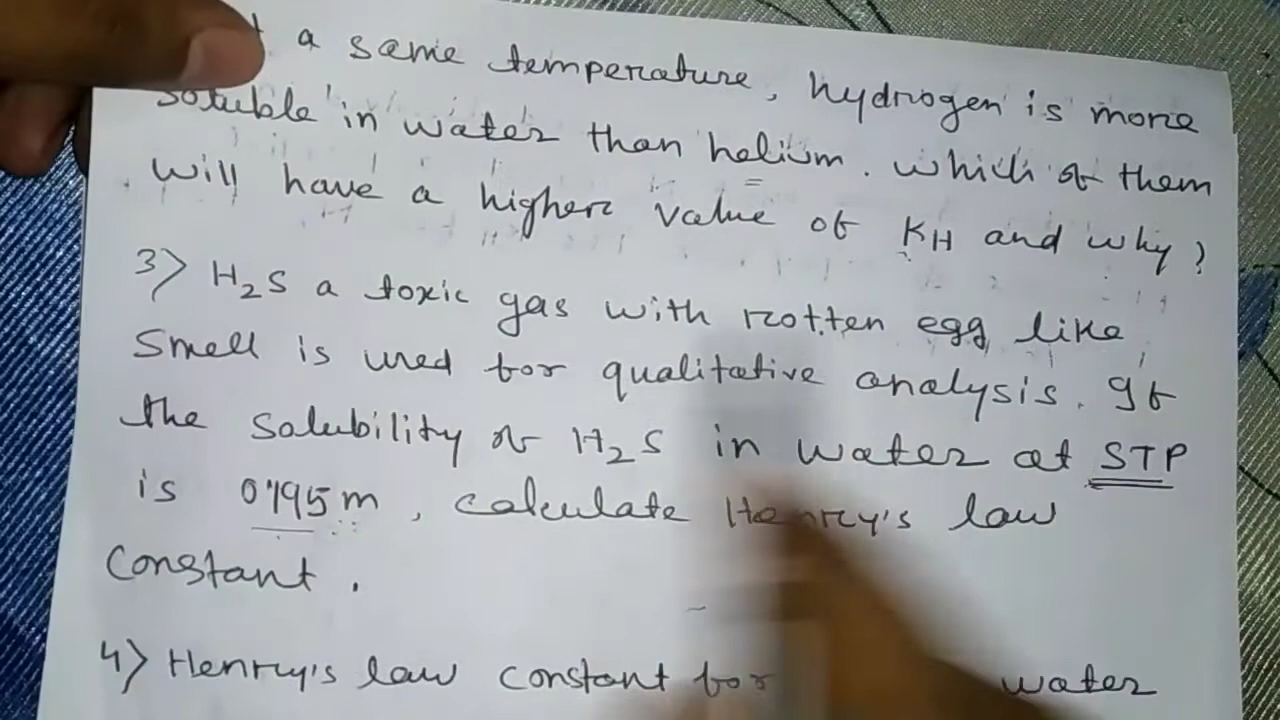 a same temperature, hydrogen is more
soluble in water than helium. which of them
will have a higher value of KH and why?
3) H2S a toxic gas with rotten egg like
smell is used for qualitative analysis. If
the solubility of H2S in water at STP
is 0.195 m, calculate Henry's law
constant.
4) Henry's law constant for water